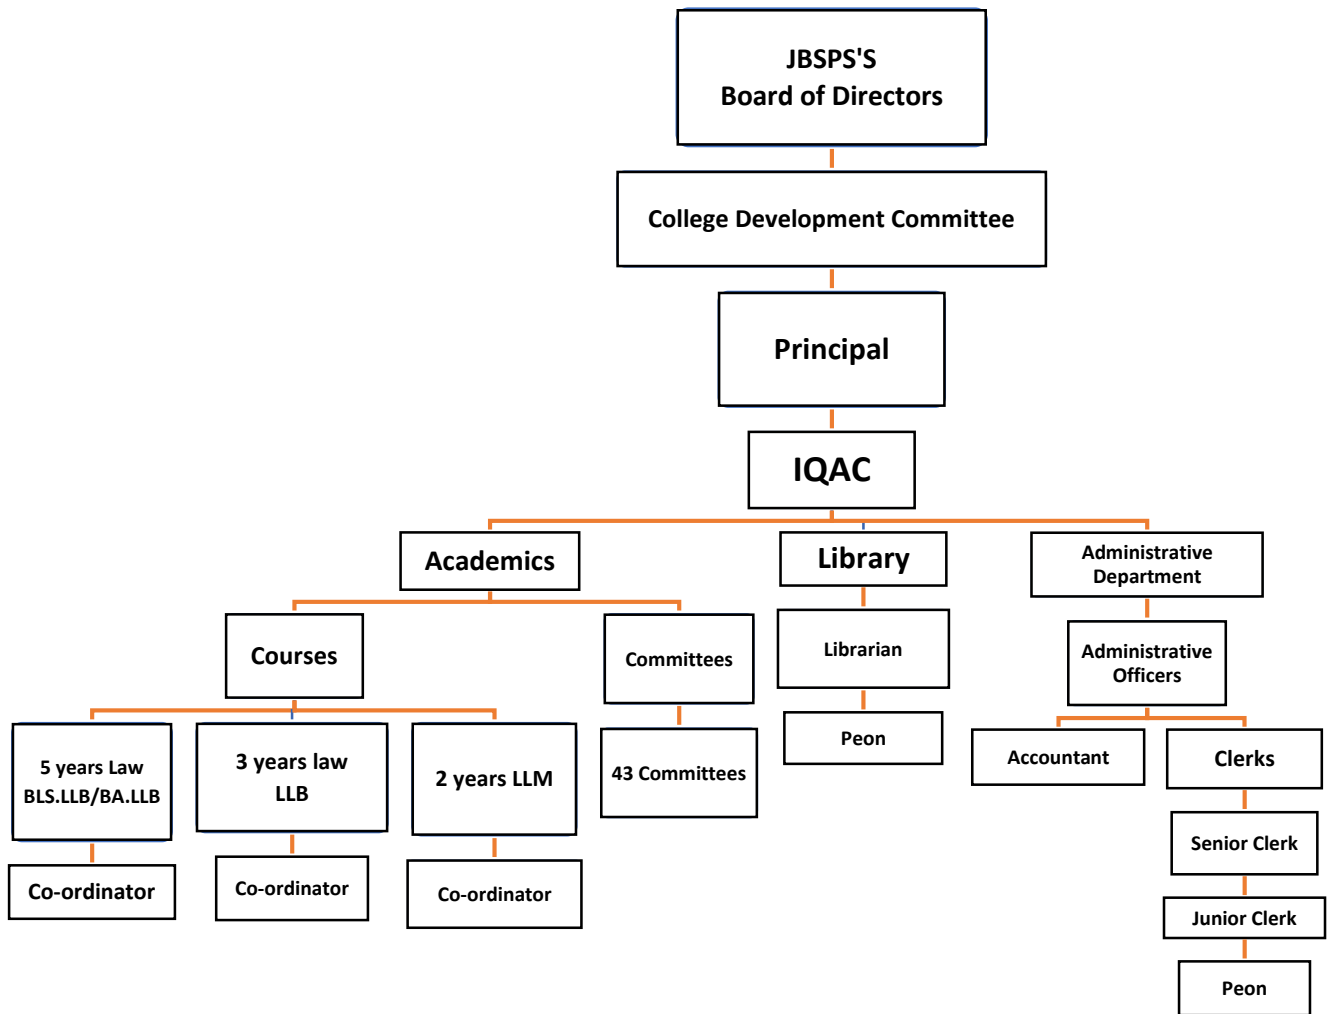 JBSPS'S
Board of Directors
College Development Committee
Principal
IQAC
Academics
Library
Administrative
Department
Courses
Committees
Librarian
Administrative
Officers
5 years Law
BLS.LLB/BA.LLB
3 years law
LLB
2 years LLM
43 Committees
Peon
Accountant
Clerks
Co-ordinator
Co-ordinator
Co-ordinator
Senior Clerk
Junior Clerk
Peon